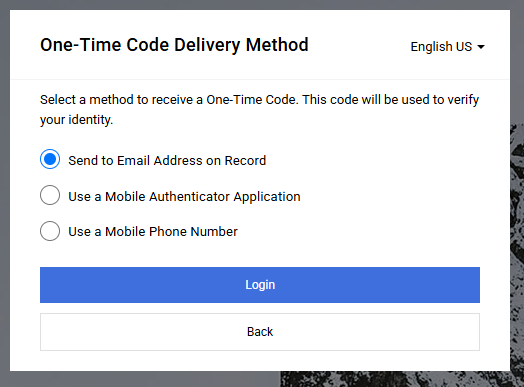 One-Time Code Delivery Method
English US
Select a method to receive a One-Time Code. This code will be used to verify
your identity.
Send to Email Address on Record
Use a Mobile Authenticator Application
Use a Mobile Phone Number
Login
Back